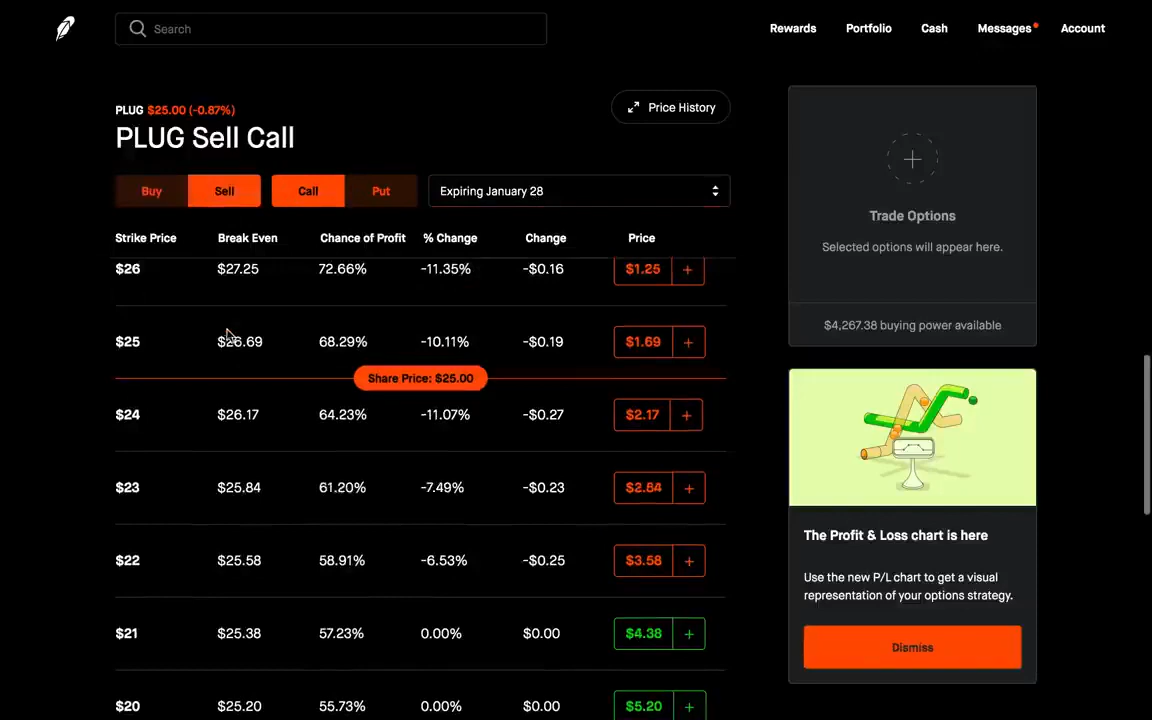 Search
Rewards
Portfolio
Cash
Messages
Account
PLUG $25.00 (-0.87%)
PLUG Sell Call
Price History
Buy
Sell
Call
Put
Expiring January 28
Strike Price Break Even Chance of Profit % Change Change Price
$26 $27.25 72.66% -11.35% -$0.16 $1.25 +
$25 $26.69 68.29% -10.11% -$0.19 $1.69 +
Share Price: $25.00
$24 $26.17 64.23% -11.07% -$0.27 $2.17 +
$23 $25.84 61.20% -7.49% -$0.23 $2.84 +
$22 $25.58 58.91% -6.53% -$0.25 $3.58 +
$21 $25.38 57.23% 0.00% $0.00 $4.38 +
$20 $25.20 55.73% 0.00% $0.00 $5.20 +
Trade Options
Selected options will appear here.
$4,267.38 buying power available
The Profit & Loss chart is here
Use the new P/L chart to get a visual
representation of your options strategy.
Dismiss